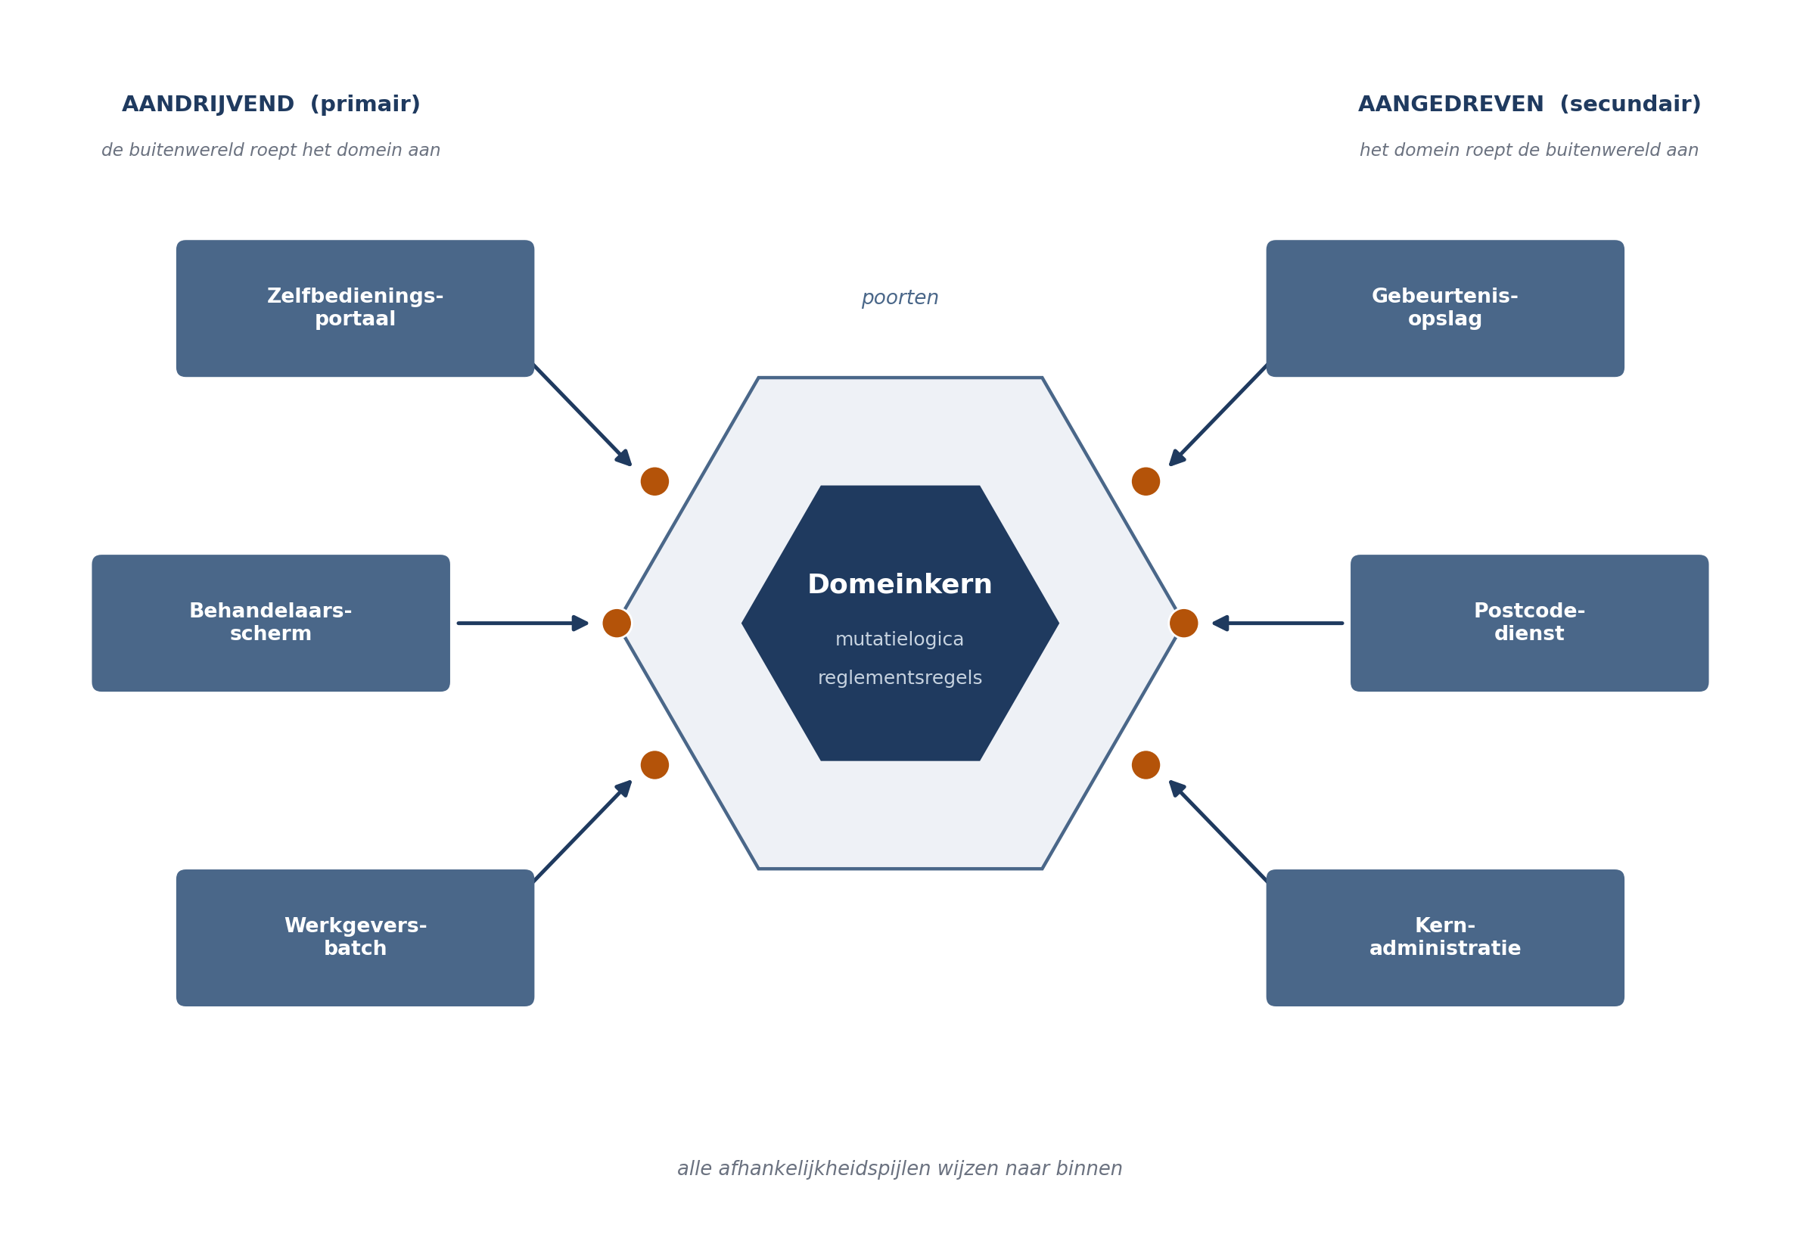 AANDRIJVEND (primair)
de buitenwereld roept het domein aan
AANGEDREVEN (secundair)
het domein roept de buitenwereld aan
Zelfbedienings-
portaal
poorten
Gebeurtenis-
opslag
Behandelaars-
scherm
Domeinkern
mutatielogica
reglementsregels
Postcode-
dienst
Werkgevers-
batch
Kern-
administratie
alle afhankelijkheidspijlen wijzen naar binnen